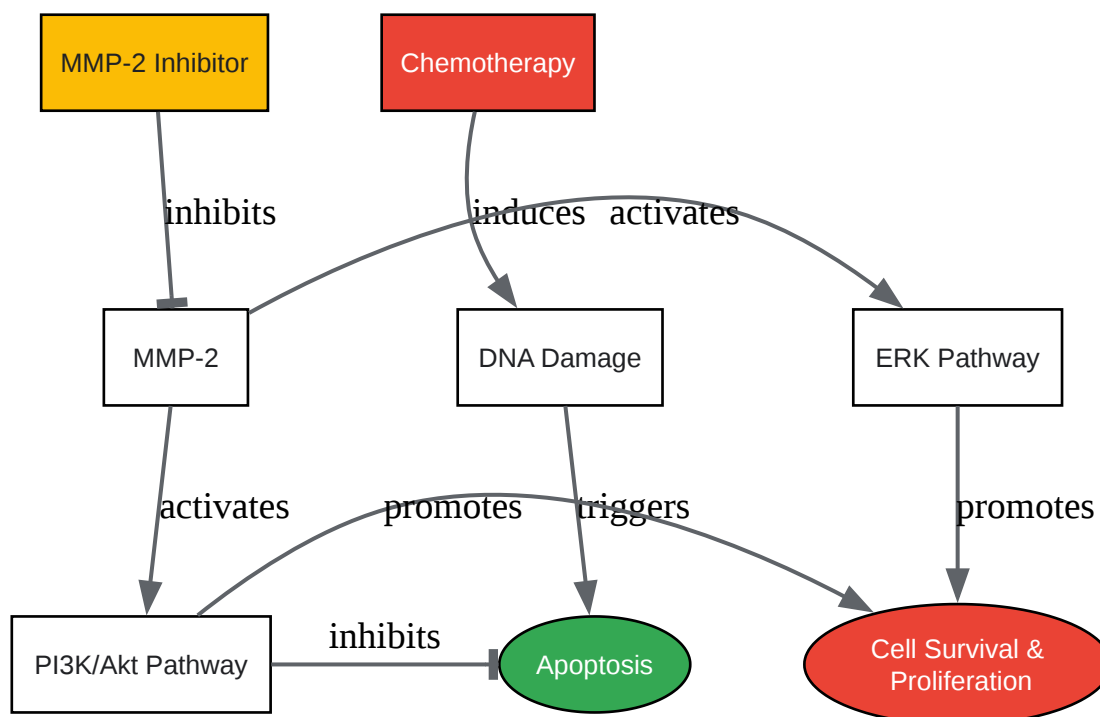 MMP-2 Inhibitor
Chemotherapy
inhibits
induces
activates
MMP-2
DNA Damage
ERK Pathway
activates
promotes
triggers
promotes
PI3K/Akt Pathway
inhibits
Apoptosis
Cell Survival &
Proliferation